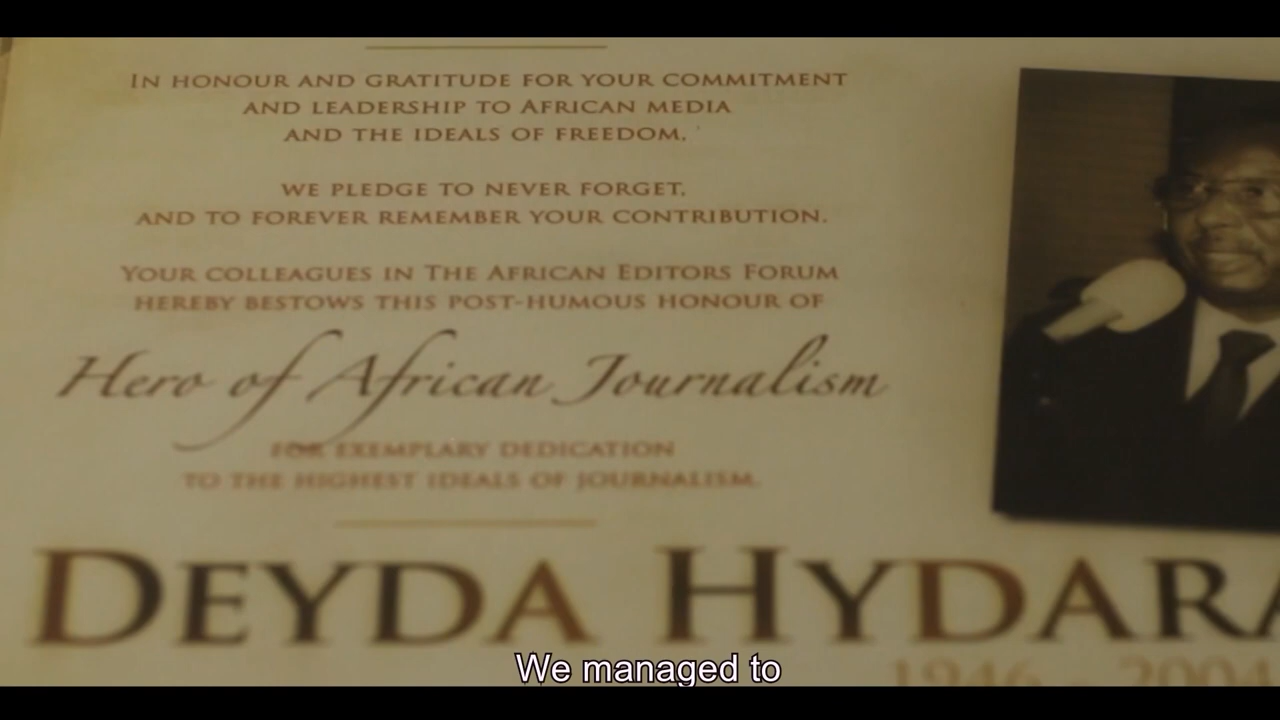 IN HONOUR AND GRATITUDE FOR YOUR COMMITMENT
AND LEADERSHIP TO AFRICAN MEDIA
AND THE IDEALS OF FREEDOM.
WE PLEDGE TO NEVER FORGET,
AND TO FOREVER REMEMBER YOUR CONTRIBUTION.
YOUR COLLEAGUES IN THE AFRICAN EDITORS FORUM
HEREBY BESTOWS THIS POST-HUMOUS HONOUR OF
Hero of African Journalism
FOR EXEMPLARY DEDICATION
TO THE HIGHEST IDEALS OF JOURNALISM.
DEYDA HYDARA
1946 - 2004
We managed to